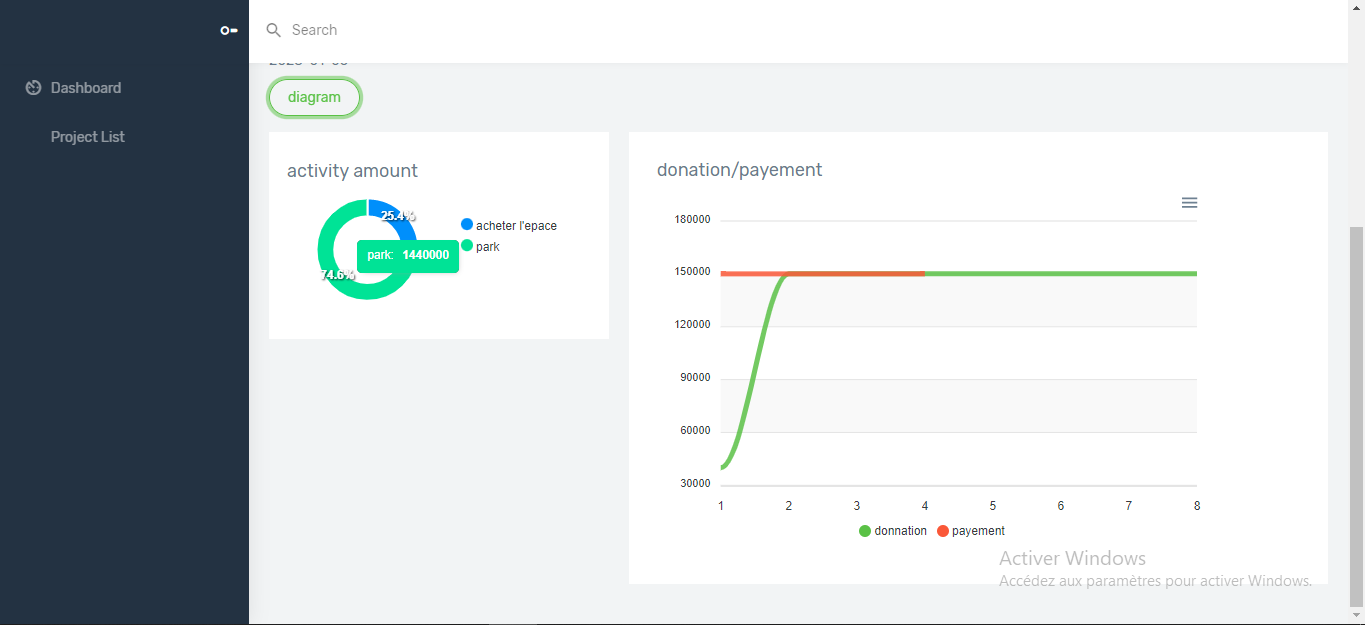 Search
Dashboard
Project List
diagram
activity amount
25.4%
74.6%
park: 1440000
acheter l'epace
park
donation/payement
180000
150000
120000
90000
60000
30000
1 2 3 4 5 6 7 8
donnation payement
Activer Windows
Accédez aux paramètres pour activer Windows.